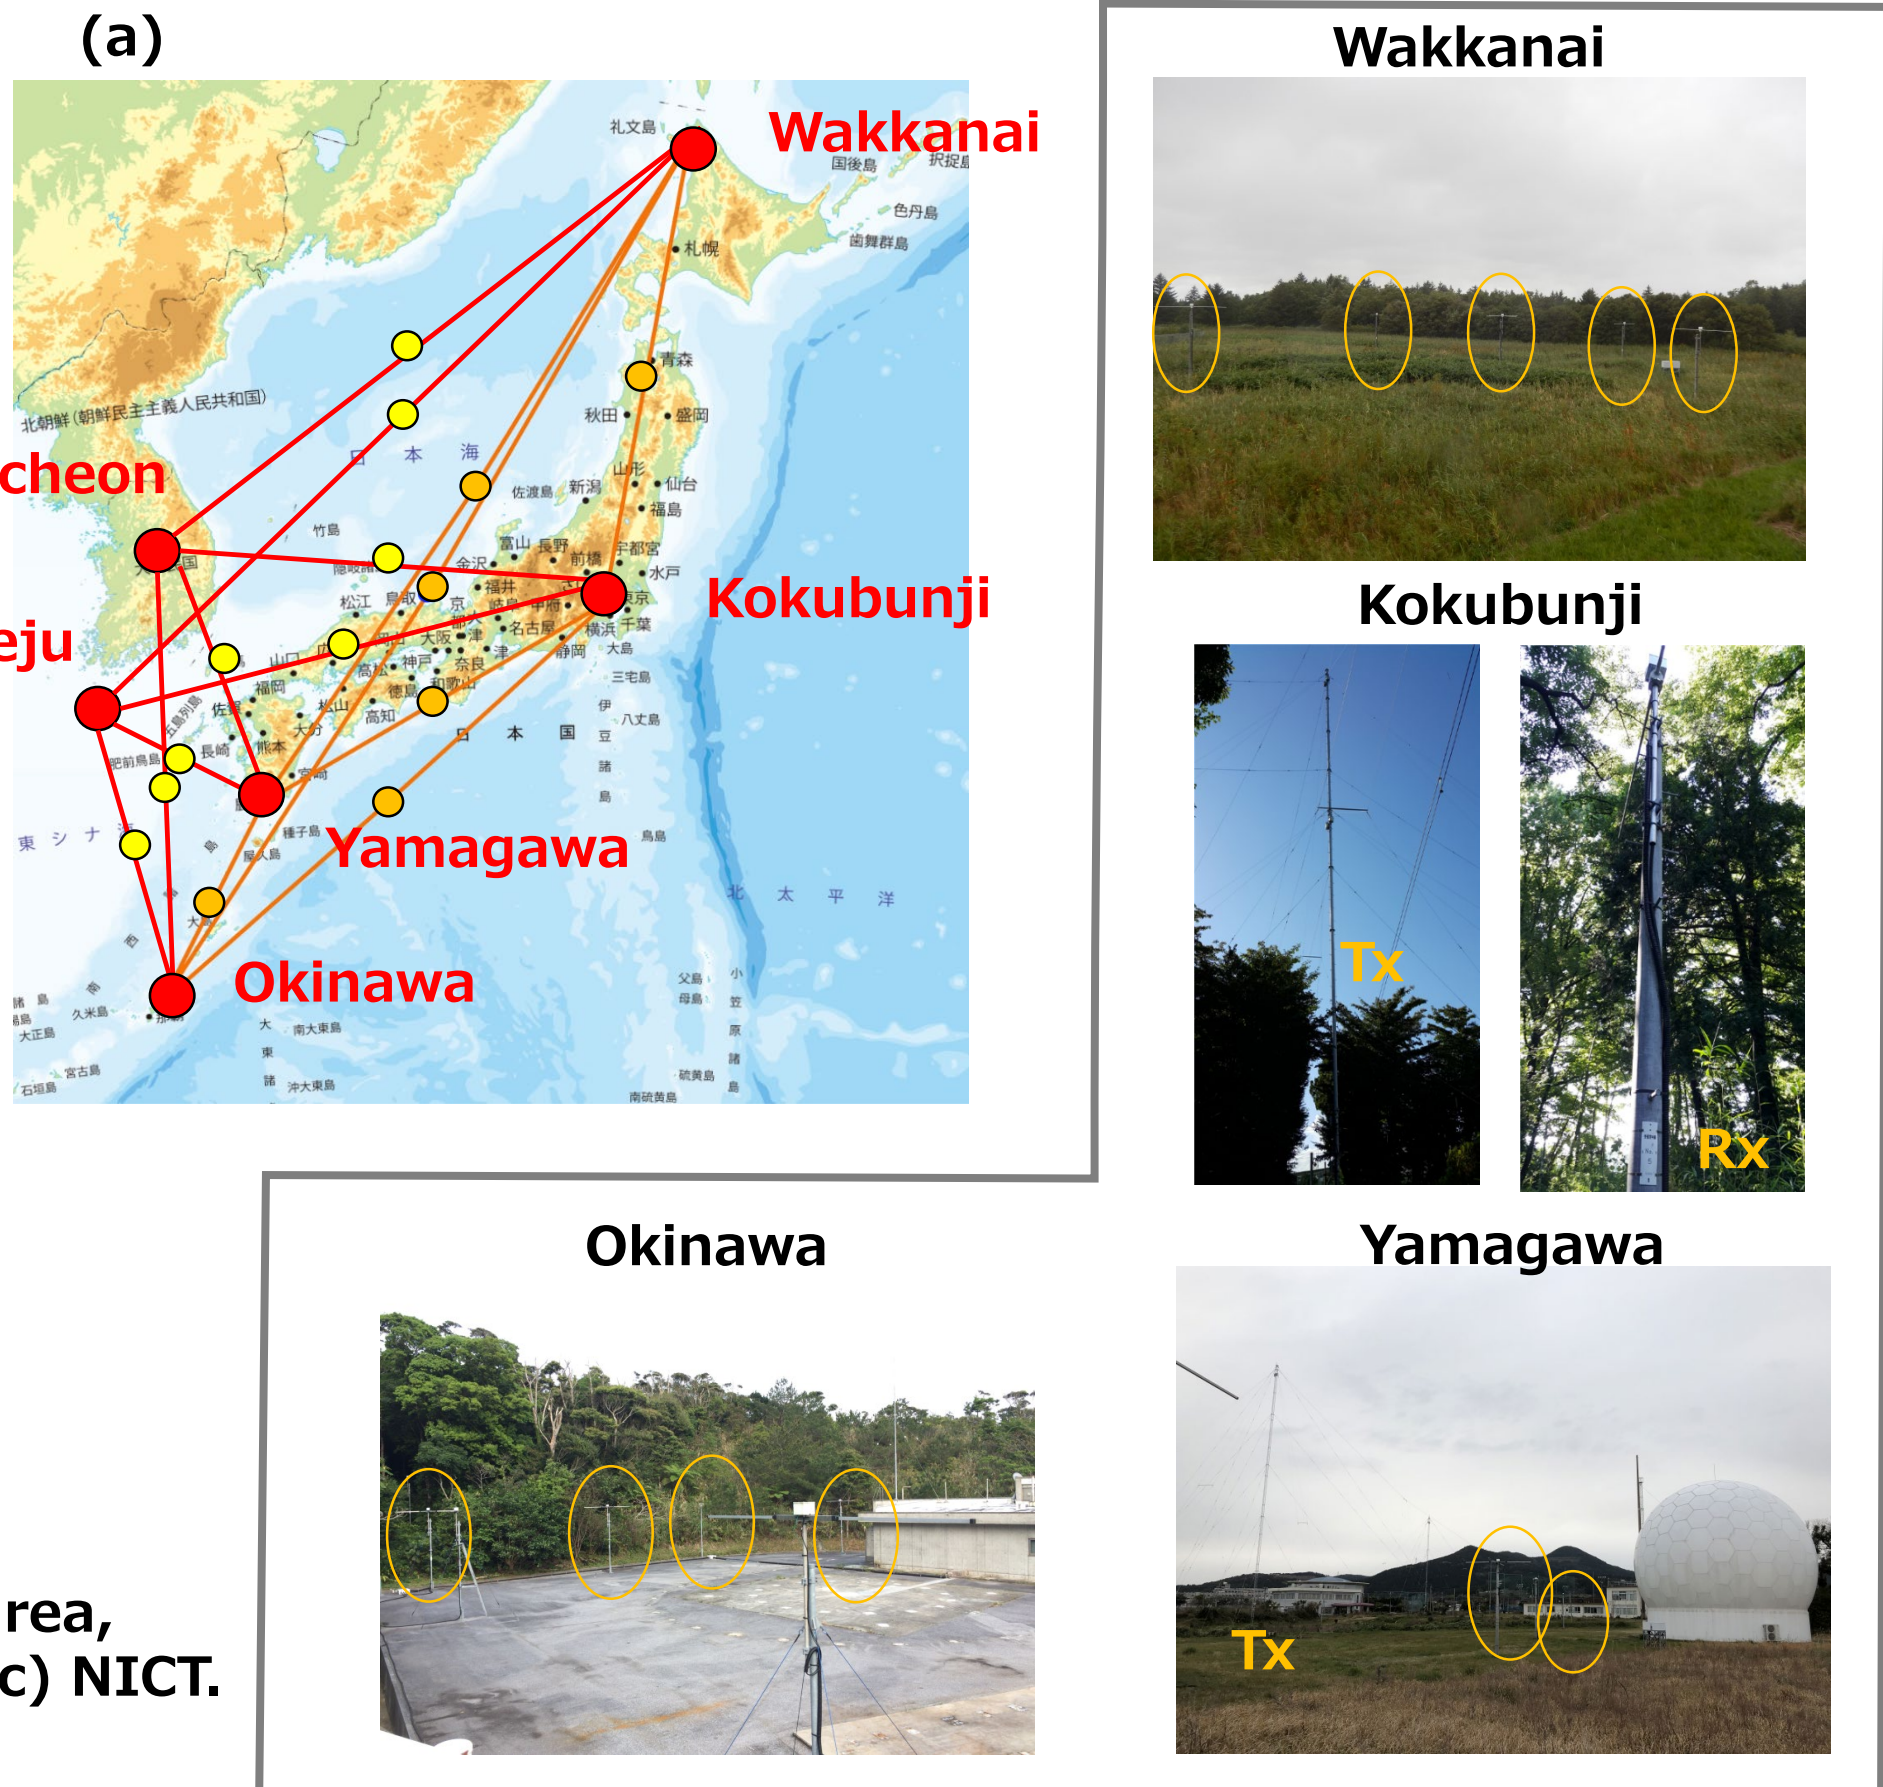 (a)
Wakkanai
礼文島
Wakkanai
国後島
択捉島
色丹島
歯舞群島
札幌
青森
北朝鮮(朝鮮民主主義人民共和国)
秋田
盛岡
日本海
cheon
山形
仙台
佐渡島
新潟
福島
竹島
富山
長野
前橋
宇都宮
金沢
水戸
福井
Kokubunji
Kokubunji
松江
鳥取
京都
岐阜
甲府
東京
千葉
大阪
大津
名古屋
横浜
eju
山口
神戸
奈良
津
静岡
大島
福岡
高松
三宅島
佐賀
松山
徳島
和歌山
五島列島
大分
高知
八丈島
伊豆諸島
長崎
熊本
日本国
肥前鳥島
宮崎
東シナ海
種子島
Yamagawa
鳥島
屋久島
北太平洋
Tx
Okinawa
父島
母島
小笠原諸島
久米島
大正島
南大東島
大東諸
宮古島
石垣島
沖大東島
硫黄島
南硫黄島
Rx
Okinawa
Yamagawa
rea,
c) NICT.
Tx